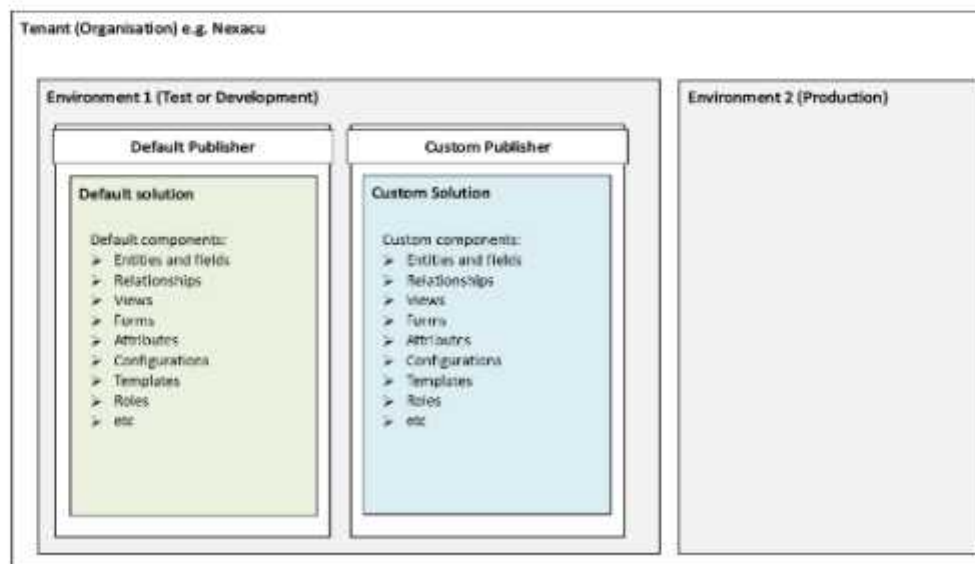 Tenant (Organisation) e.g. Nexacu
Environment 1 (Test or Development)
Default Publisher
Default solution
Default components:
➤ Entities and fields
➤ Relationships
➤ Views
➤ Forms
➤ Attributes
➤ Configurations
➤ Templates
➤ Roles
➤ etc
Custom Publisher
Custom Solution
Custom components:
➤ Entities and fields
➤ Relationships
➤ Views
➤ Forms
➤ Attributes
➤ Configurations
➤ Templates
➤ Roles
➤ etc
Environment 2 (Production)